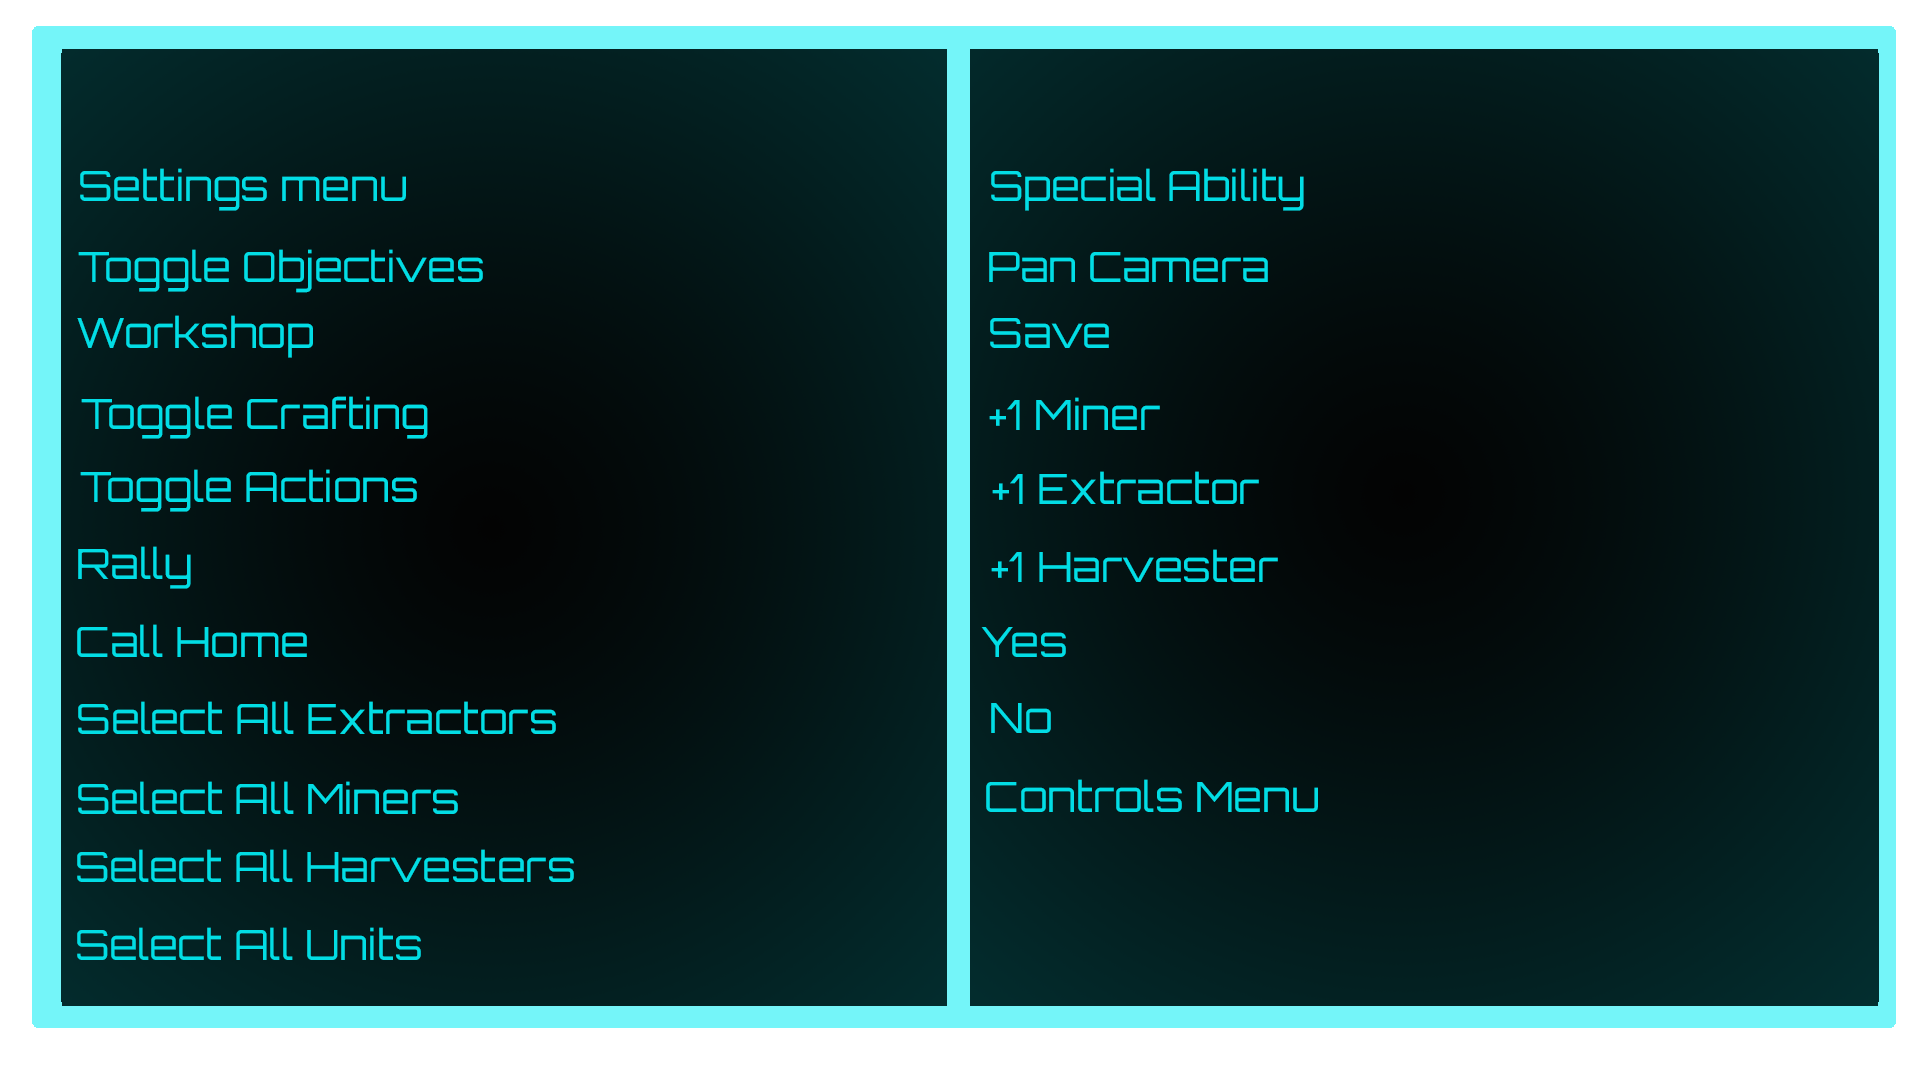 Settings menu
Toggle Objectives
Workshop
Toggle Crafting
Toggle Actions
Rally
Call Home
Select All Extractors
Select All Miners
Select All Harvesters
Select All Units
Special Ability
Pan Camera
Save
+1 Miner
+1 Extractor
+1 Harvester
Yes
No
Controls Menu